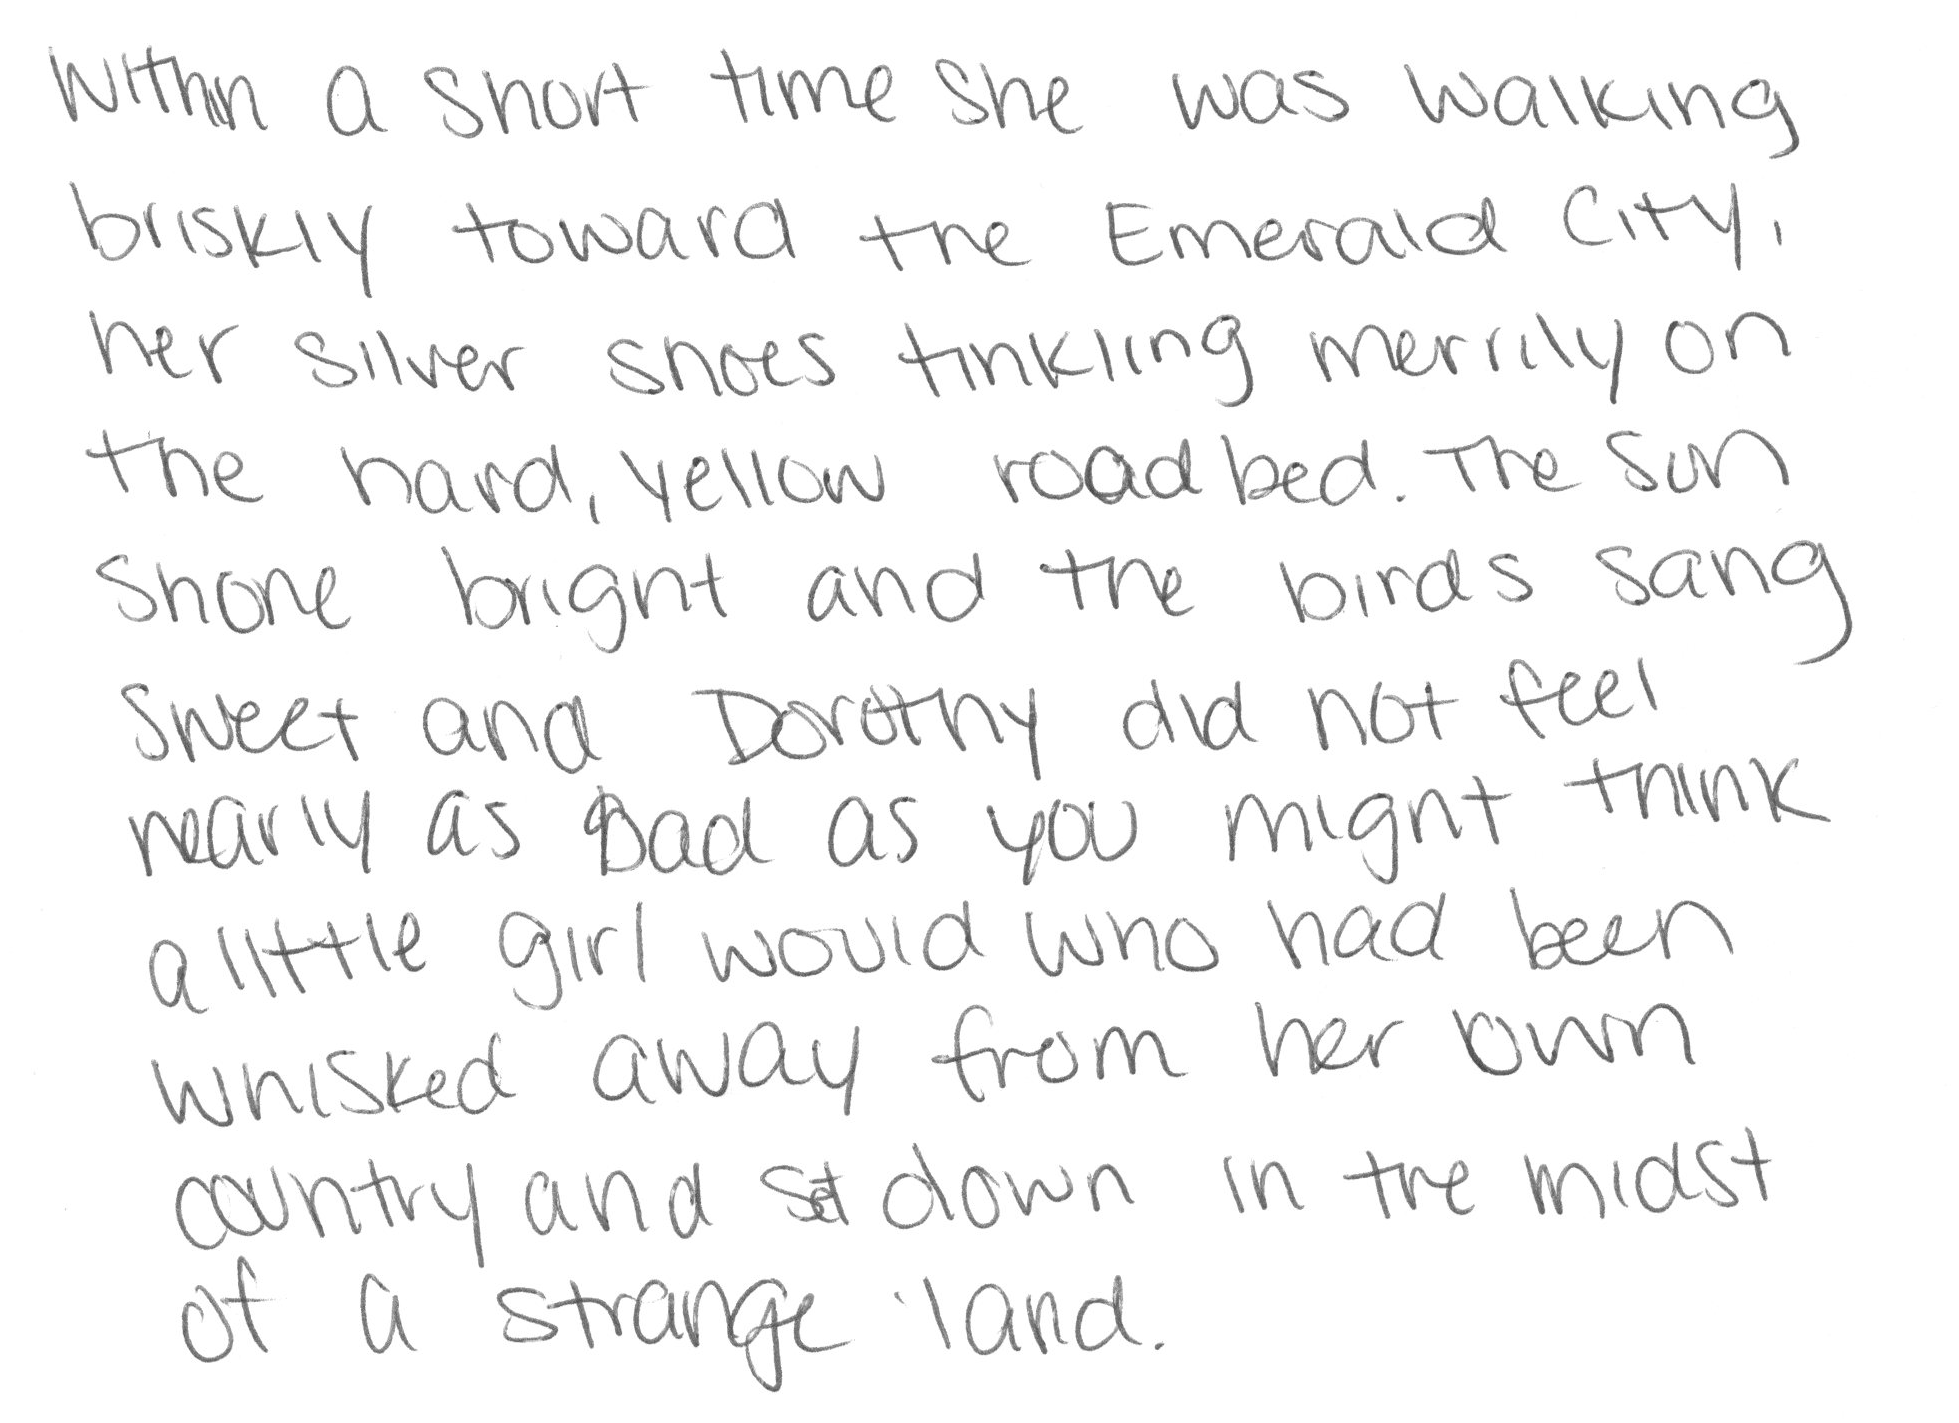 Within a short time she was walking
briskly toward the Emerald City,
her silver shoes tinkling merrily on
the hard, yellow road bed. The sun
shone bright and the birds sang
sweet and Dorothy did not feel
nearly as bad as you might think
a little girl would who had been
whisked away from her own
country and set down in the midst
of a strange land.